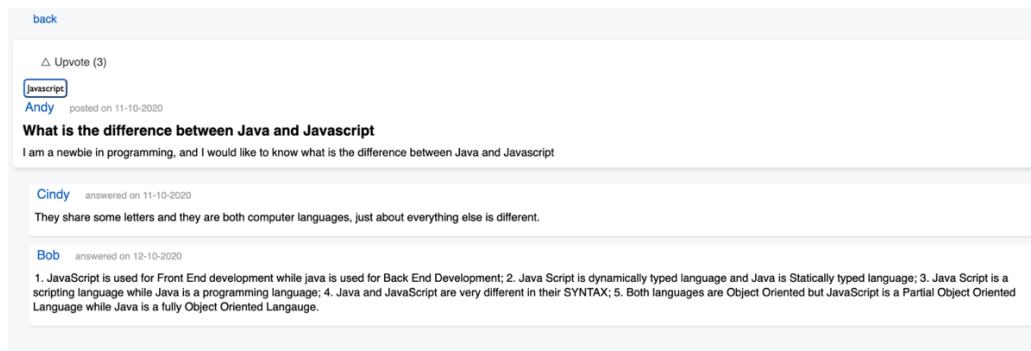 back
△ Upvote (3)
Javascript
Andy posted on 11-10-2020
What is the difference between Java and Javascript
I am a newbie in programming, and I would like to know what is the difference between Java and Javascript
Cindy answered on 11-10-2020
They share some letters and they are both computer languages, just about everything else is different.
Bob answered on 12-10-2020
1. JavaScript is used for Front End development while java is used for Back End Development; 2. Java Script is dynamically typed language and Java is Statically typed language; 3. Java Script is a
scripting language while Java is a programming language; 4. Java and JavaScript are very different in their SYNTAX; 5. Both languages are Object Oriented but JavaScript is a Partial Object Oriented
Language while Java is a fully Object Oriented Langauge.